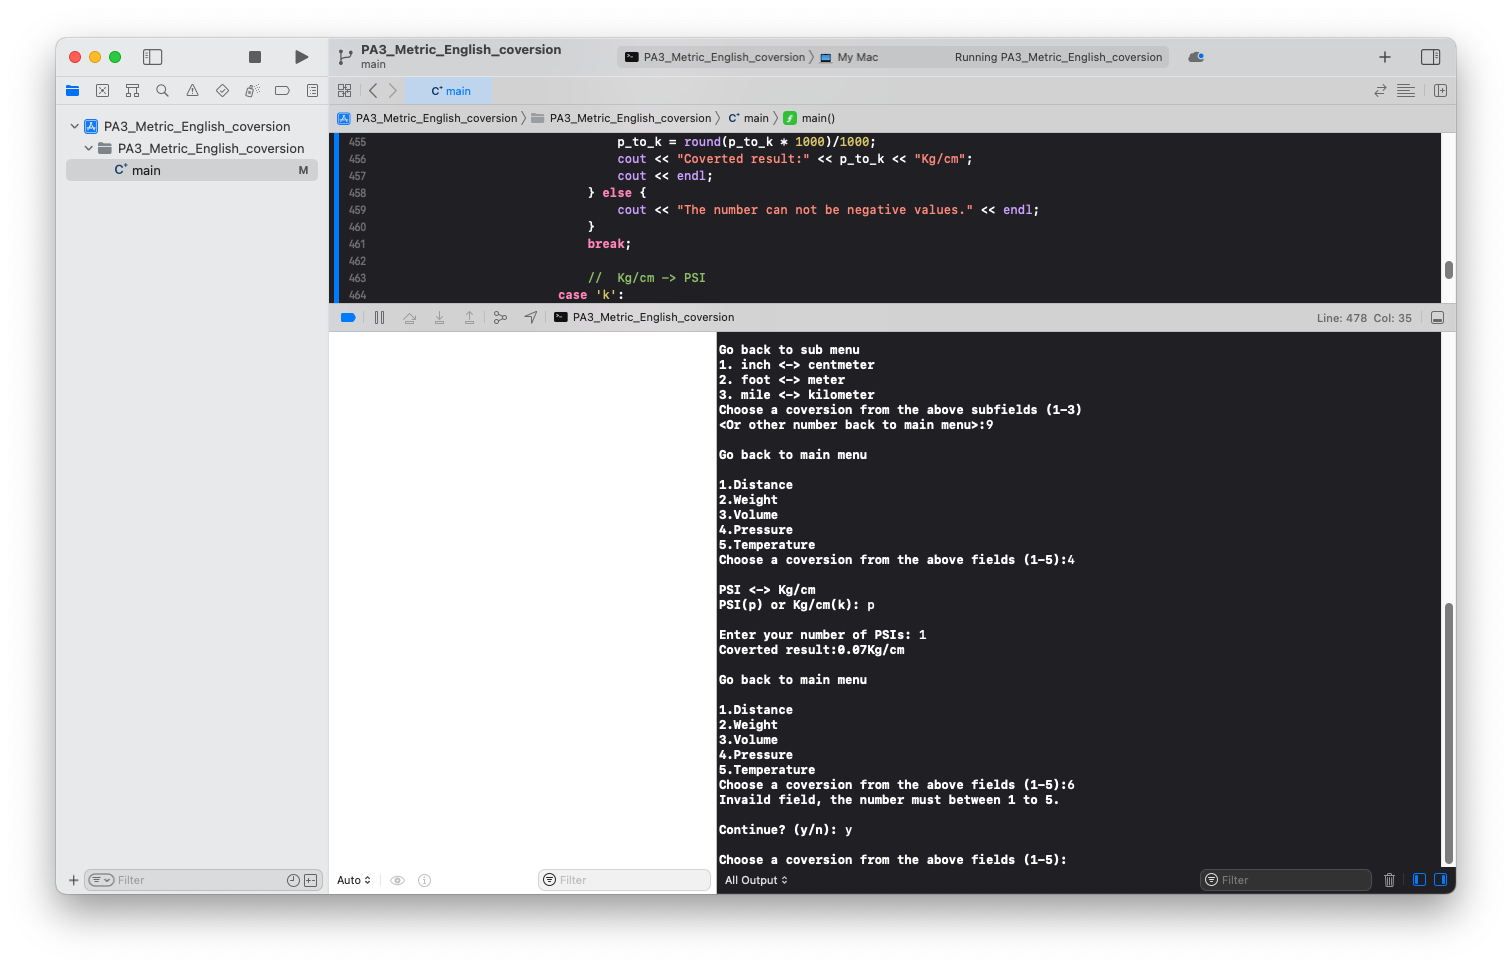 PA3_Metric_English_coversion
main
PA3_Metric_English_coversion
My Mac
Running PA3_Metric_English_coversion
main
PA3_Metric_English_coversion
PA3_Metric_English_coversion
main
M
PA3_Metric_English_coversion
PA3_Metric_English_coversion
main
main()
455 p_to_k = round(p_to_k * 1000)/1000;
456 cout << "Coverted result:" << p_to_k << "Kg/cm";
457 cout << endl;
458 } else {
459 cout << "The number can not be negative values." << endl;
460 }
461 break;
462
463 //  Kg/cm -> PSI
464 case 'k':
PA3_Metric_English_coversion
Line: 478 Col: 35
Go back to sub menu
1. inch <-> centmeter
2. foot <-> meter
3. mile <-> kilometer
Choose a coversion from the above subfields (1-3)
<Or other number back to main menu>:9
Go back to main menu
1.Distance
2.Weight
3.Volume
4.Pressure
5.Temperature
Choose a coversion from the above fields (1-5):4
PSI <-> Kg/cm
PSI(p) or Kg/cm(k): p
Enter your number of PSIs: 1
Coverted result:0.07Kg/cm
Go back to main menu
1.Distance
2.Weight
3.Volume
4.Pressure
5.Temperature
Choose a coversion from the above fields (1-5):6
Invaild field, the number must between 1 to 5.
Continue? (y/n): y
Choose a coversion from the above fields (1-5):
Filter
Auto
Filter
All Output
Filter